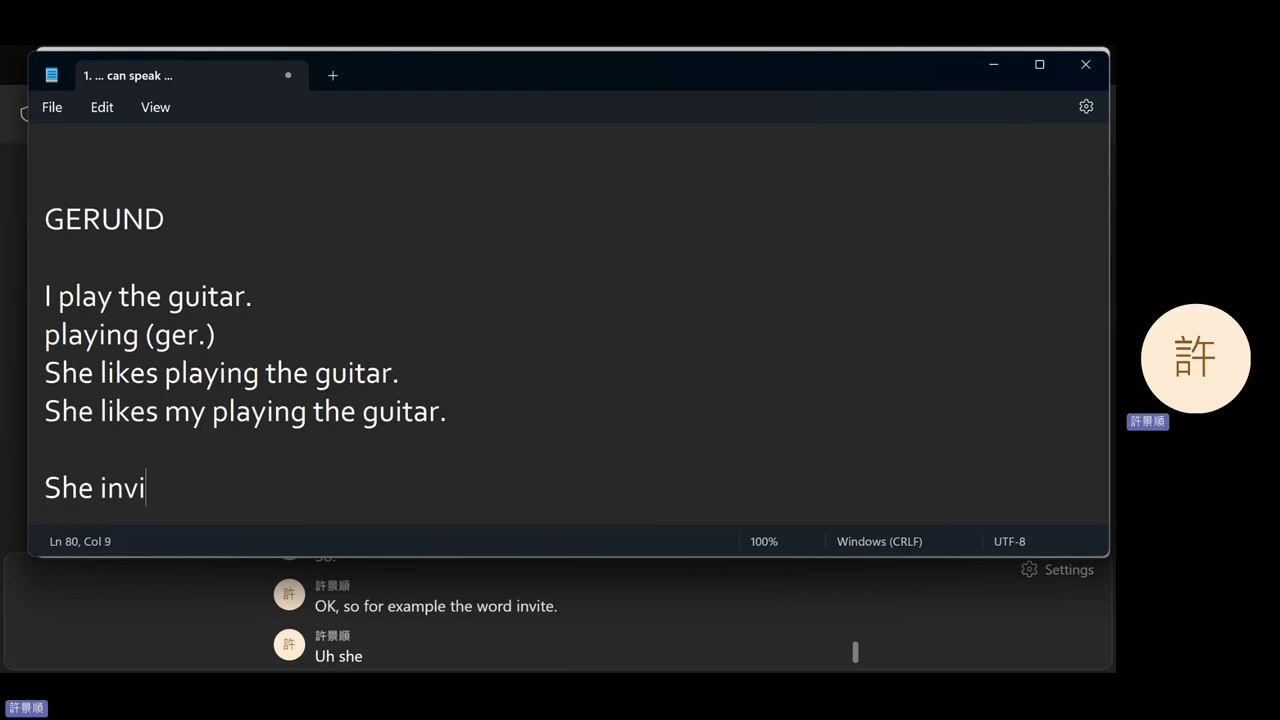 1. ... can speak ...
File Edit View
GERUND
I play the guitar.
playing (ger.)
She likes playing the guitar.
She likes my playing the guitar.
She invi
Ln 80, Col 9 100% Windows (CRLF) UTF-8
Settings
許景順
許 OK, so for example the word invite.
許景順
許 Uh she
許
許景順
許景順